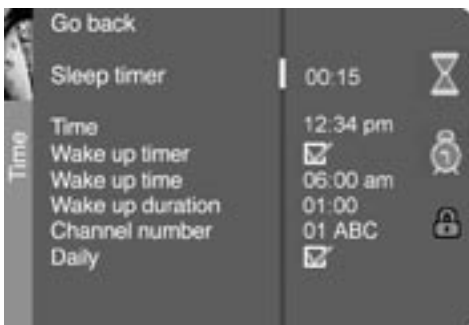 Go back
Sleep timer 00:15
Time
Time 12:34 pm
Wake up timer
Wake up time 06:00 am
Wake up duration 01:00
Channel number 01 ABC
Daily